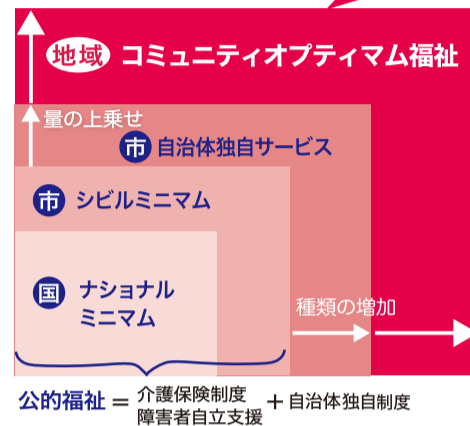 地域 コミュニティオプティマム福祉
量の上乗せ
市 自治体独自サービス
市 シビルミニマム
国 ナショナル
ミニマム
種類の増加
公的福祉 = 介護保険制度
障害者自立支援 + 自治体独自制度